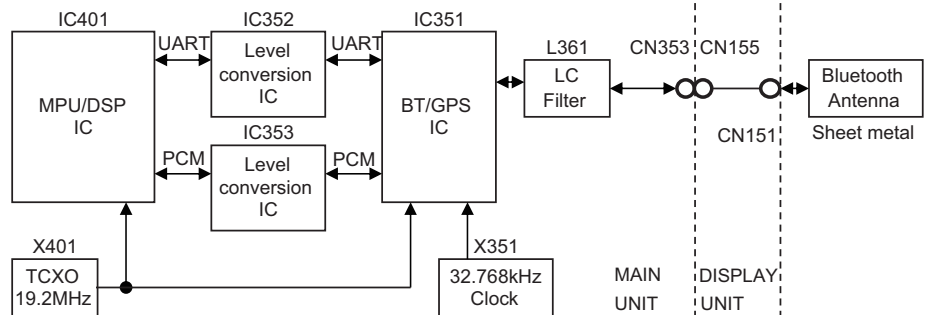 IC401
IC352
IC351
UART
Level
conversion
IC
UART
L361
CN353
CN155
MPU/DSP
IC
BT/GPS
IC
LC
Filter
Bluetooth
Antenna
IC353
CN151
Sheet metal
PCM
Level
conversion
IC
PCM
X401
X351
TCXO
19.2MHz
32.768kHz
Clock
MAIN
UNIT
DISPLAY
UNIT